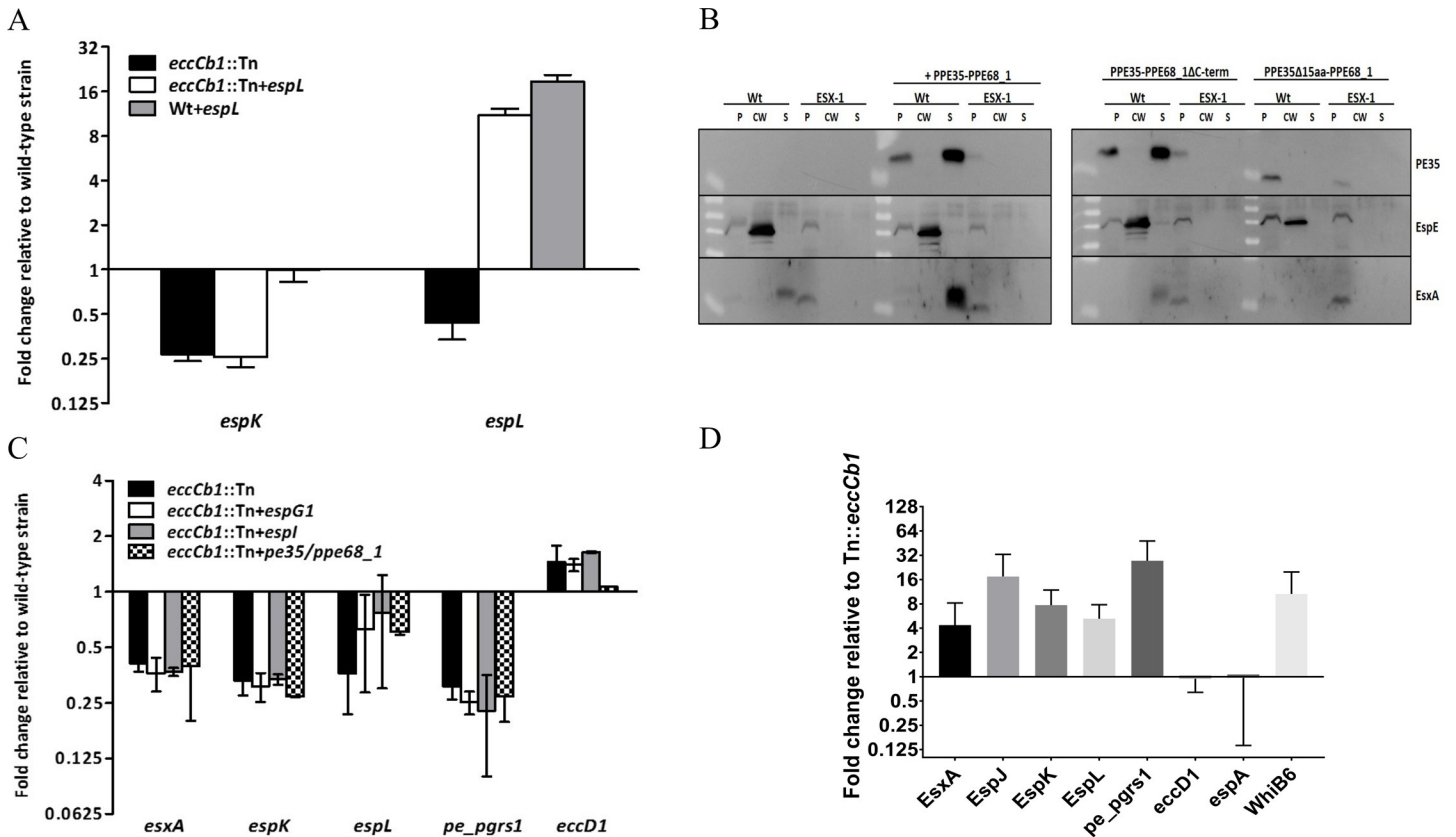 A
Fold change relative to wild-type strain
32
16
8
4
2
1
0.5
0.25
0.125
eccCb1::Tn
eccCb1::Tn+espL
Wt+espL
espK
espL
B
+ PPE35-PPE68_1
PPE35-PPE68_1ΔC-term
PPE35Δ15aa-PPE68_1
Wt
ESX-1
Wt
ESX-1
Wt
ESX-1
Wt
ESX-1
P CW S P CW S P CW S P CW S
P CW S P CW S P CW S P CW S
PE35
EspE
EsxA
C
Fold change relative to wild-type strain
4
2
1
0.5
0.25
0.125
0.0625
eccCb1::Tn
eccCb1::Tn+espG1
eccCb1::Tn+espI
eccCb1::Tn+pe35/ppe68_1
esxA
espK
espL
pe_pgrs1
eccD1
D
Fold change relative to Tn::eccCb1
128
64
32
16
8
4
2
1
0.5
0.25
0.125
EsxA
EspJ
EspK
EspL
pe_pgrs1
eccD1
espA
WhiB6